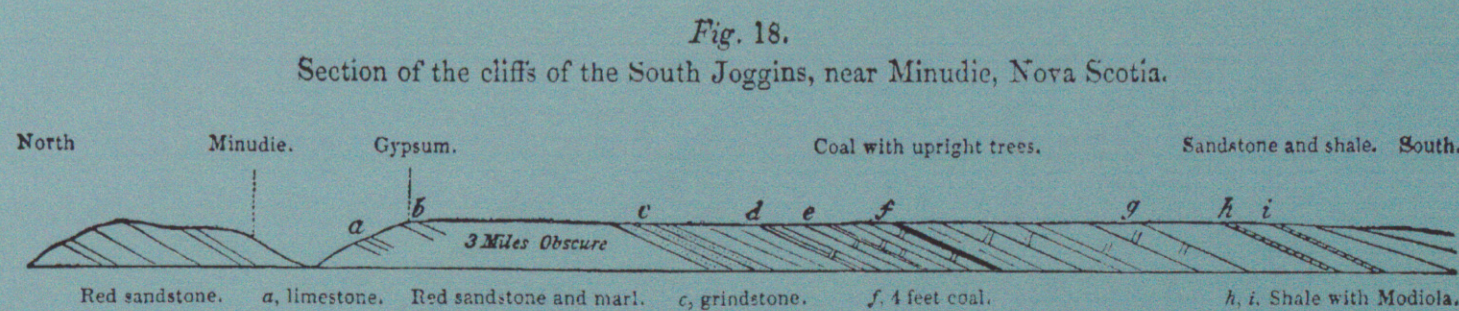 Fig. 18.
Section of the cliffs of the South Joggins, near Minudie, Nova Scotia.
North Minudie. Gypsum. Coal with upright trees. Sandstone and shale. South.
a b c d e f g h i
3 Miles Obscure
Red sandstone. a, limestone. Red sandstone and marl. c, grindstone. f, 4 feet coal. h, i. Shale with Modiola.